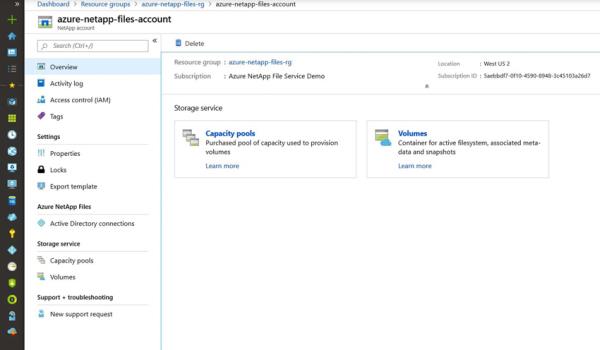 Dashboard > Resource groups > azure-netapp-files-rg > azure-netapp-files-account
azure-netapp-files-account
NetApp account
Search (Ctrl+/)
«
Overview
Activity log
Access control (IAM)
Tags
Settings
Properties
Locks
Export template
Azure NetApp Files
Active Directory connections
Storage service
Capacity pools
Volumes
Support + troubleshooting
New support request
Delete
Resource group : azure-netapp-files-rg
Subscription : Azure NetApp File Service Demo
Location : West US 2
Subscription ID : 5aebbdf7-0f10-4590-6940-3c45103a26d7
Storage service
Capacity pools
Purchased pool of capacity used to provision
volumes
Learn more
Volumes
Container for active filesystem, associated meta-
data and snapshots
Learn more